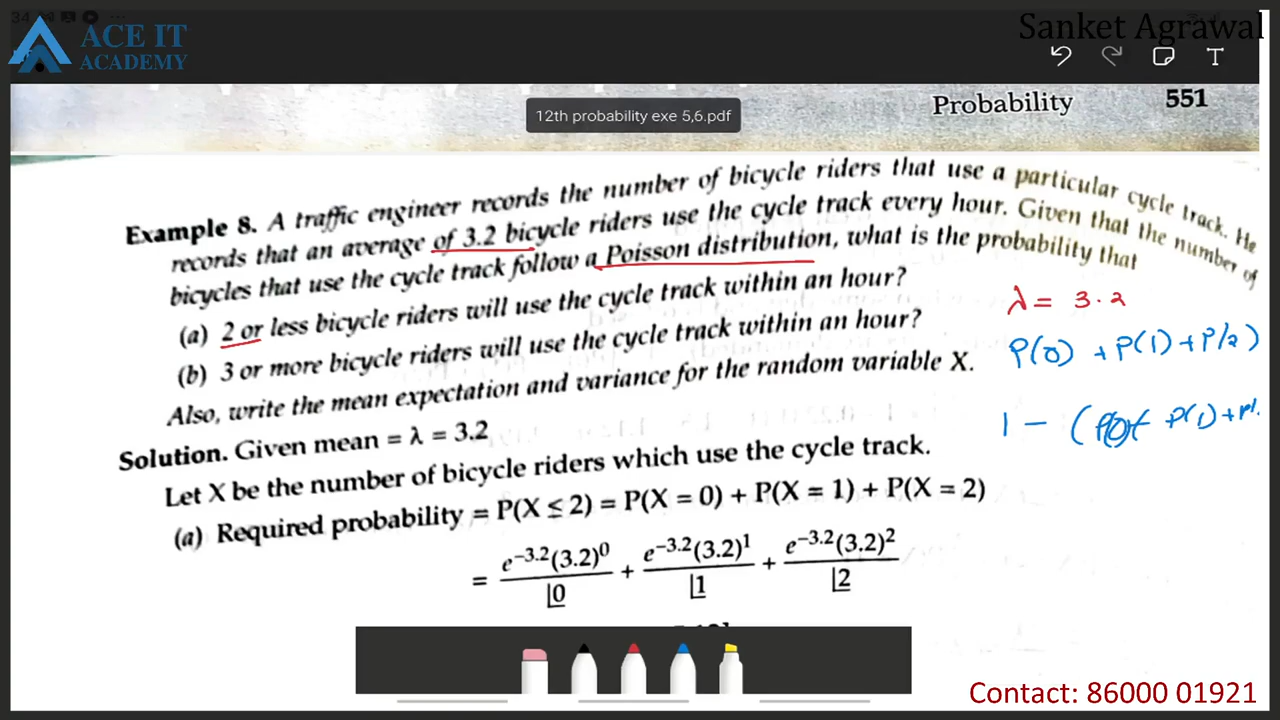 Sanket Agrawal
ACE IT
ACADEMY
Probability 551
12th probability exe 5,6.pdf
Example 8. A traffic engineer records the number of bicycle riders that use a particular cycle track. He
records that an average of 3.2 bicycle riders use the cycle track every hour. Given that the number of
bicycles that use the cycle track follow a Poisson distribution, what is the probability that
(a) 2 or less bicycle riders will use the cycle track within an hour?
(b) 3 or more bicycle riders will use the cycle track within an hour?
Also, write the mean expectation and variance for the random variable X.
λ = 3.2
P(0) + P(1) + P(2)
1 - (P(0)+ P(1) +
Solution. Given mean = λ = 3.2
Let X be the number of bicycle riders which use the cycle track.
(a) Required probability = P(X ≤ 2) = P(X = 0) + P(X = 1) + P(X = 2)
= e⁻³·²(3.2)⁰/⌊0 + e⁻³·²(3.2)¹/⌊1 + e⁻³·²(3.2)²/⌊2
Contact: 86000 01921